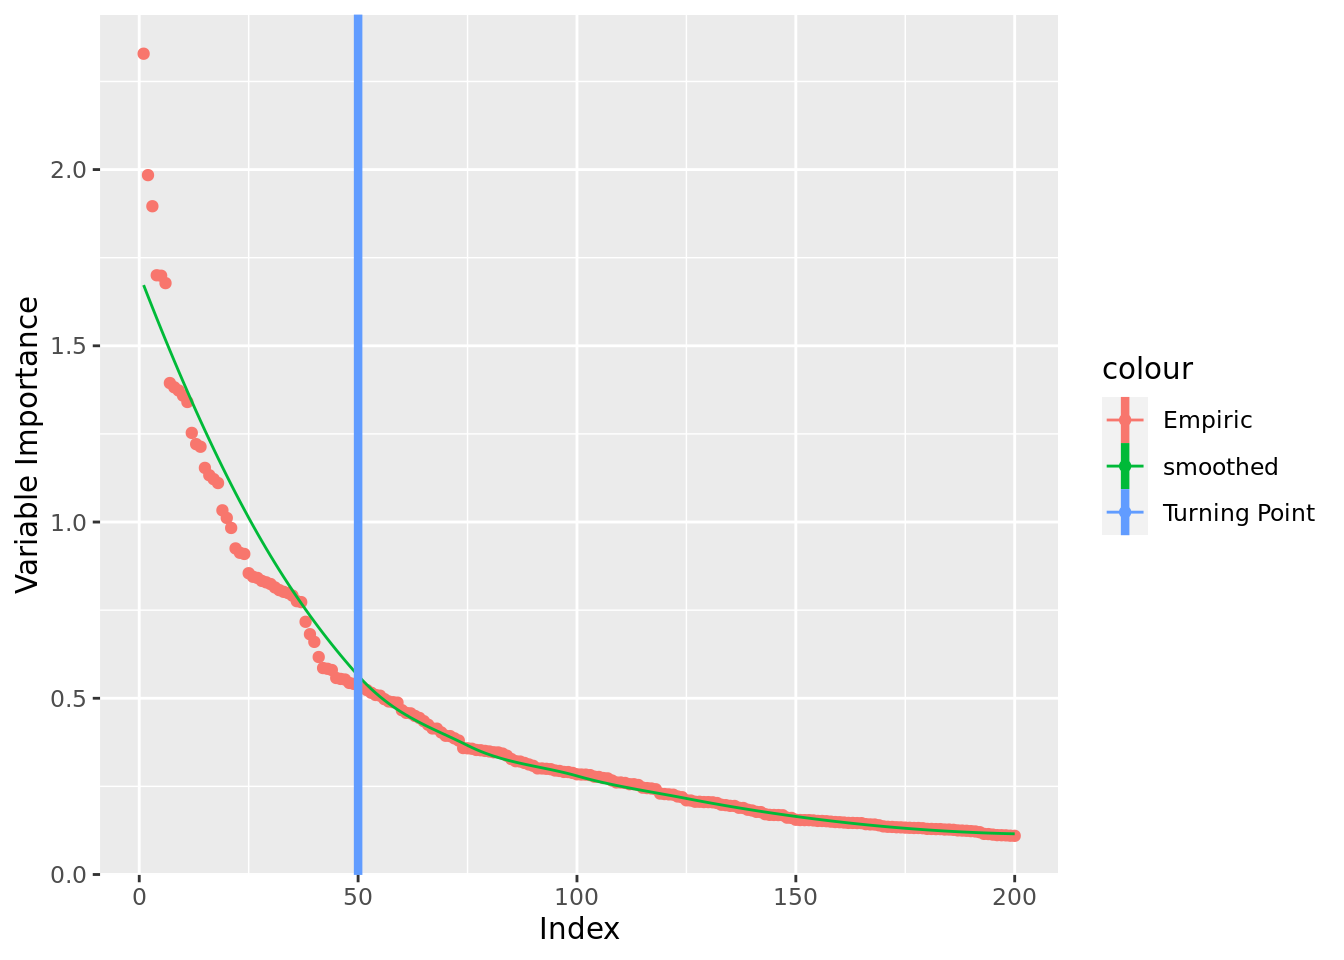 Variable Importance
2.0
1.5
1.0
0.5
0.0
0 50 100 150 200
Index
colour
Empiric
smoothed
Turning Point